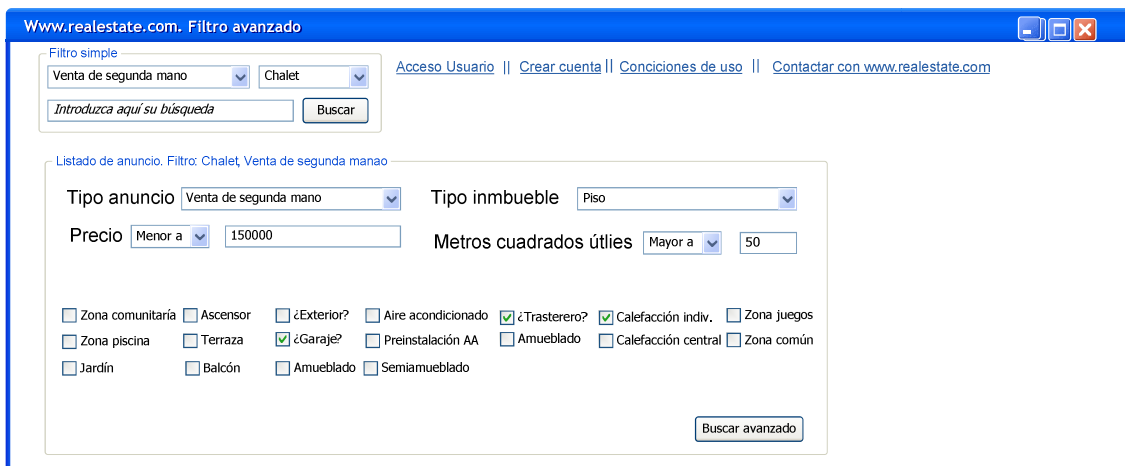 Www.realestate.com. Filtro avanzado
Filtro simple
Venta de segunda mano Chalet
Acceso Usuario || Crear cuenta || Conciciones de uso || Contactar con www.realestate.com
Introduzca aquí su búsqueda Buscar
Listado de anuncio. Filtro: Chalet, Venta de segunda manao
Tipo anuncio Venta de segunda mano Tipo inmbueble Piso
Precio Menor a 150000 Metros cuadrados útlies Mayor a 50
Zona comunitaría Ascensor ¿Exterior? Aire acondicionado ¿Trasterero? Calefacción indiv. Zona juegos
Zona piscina Terraza ¿Garaje? Preinstalación AA Amueblado Calefacción central Zona común
Jardín Balcón Amueblado Semiamueblado
Buscar avanzado